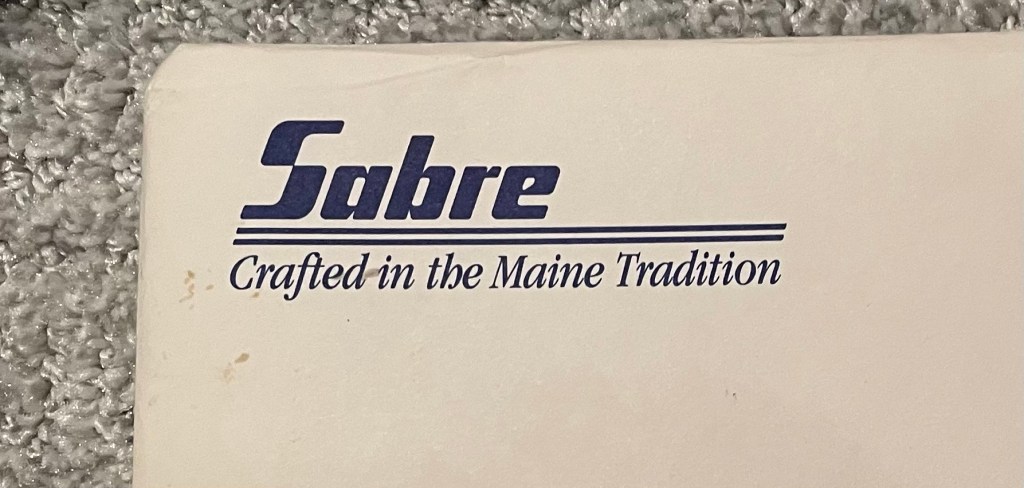 Sabre
Crafted in the Maine Tradition